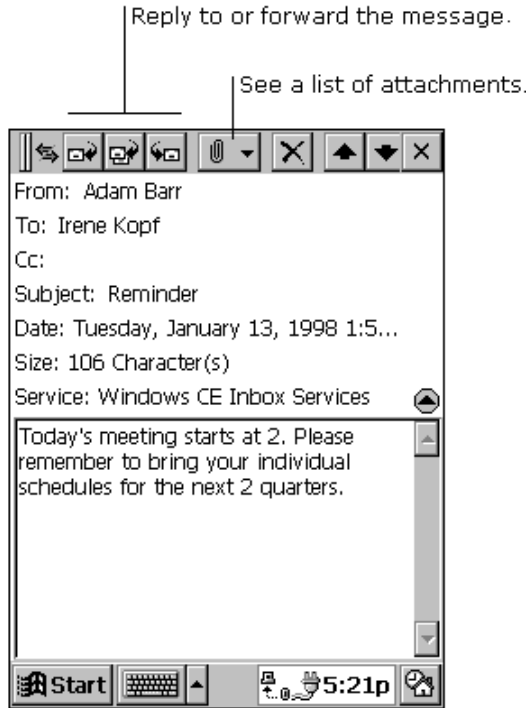 Reply to or forward the message.
See a list of attachments.
From: Adam Barr
To: Irene Kopf
Cc:
Subject: Reminder
Date: Tuesday, January 13, 1998 1:5...
Size: 106 Character(s)
Service: Windows CE Inbox Services
Today's meeting starts at 2. Please
remember to bring your individual
schedules for the next 2 quarters.
Start 5:21p